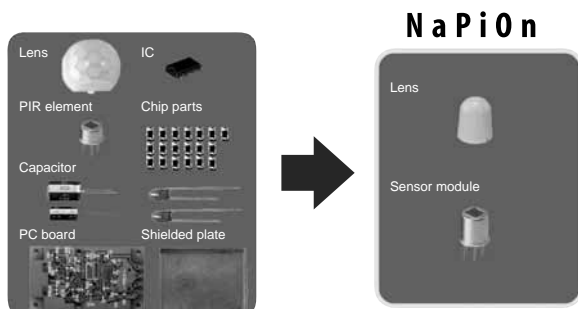 NaPiOn
Lens IC
PIR element Chip parts
Capacitor
PC board Shielded plate
Lens
Sensor module